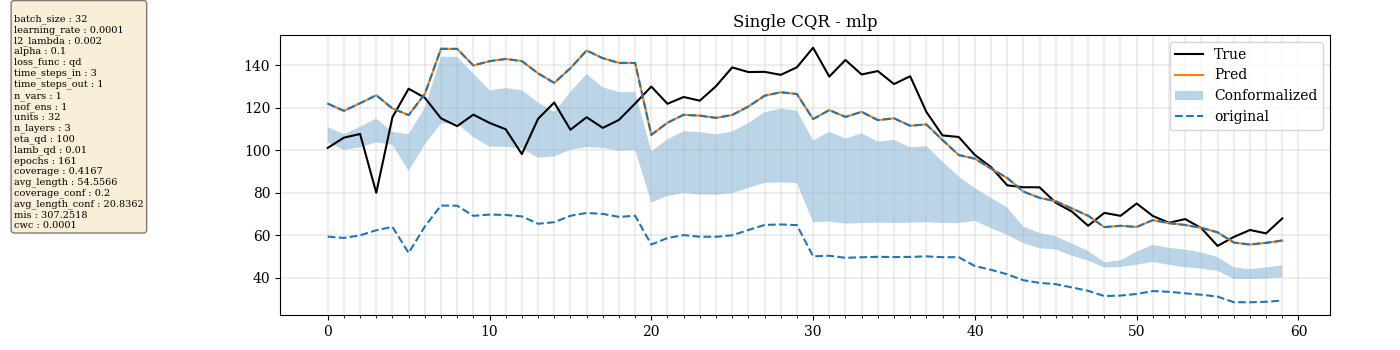 batch_size : 32
learning_rate : 0.0001
l2_lambda : 0.002
alpha : 0.1
loss_func : qd
time_steps_in : 3
time_steps_out : 1
n_vars : 1
nof_ens : 1
units : 32
n_layers : 3
eta_qd : 100
lamb_qd : 0.01
epochs : 161
coverage : 0.4167
avg_length : 54.5566
coverage_conf : 0.2
avg_length_conf : 20.8362
mis : 307.2518
cwc : 0.0001
Single CQR - mlp
True
Pred
Conformalized
original
140
120
100
80
60
40
0 10 20 30 40 50 60